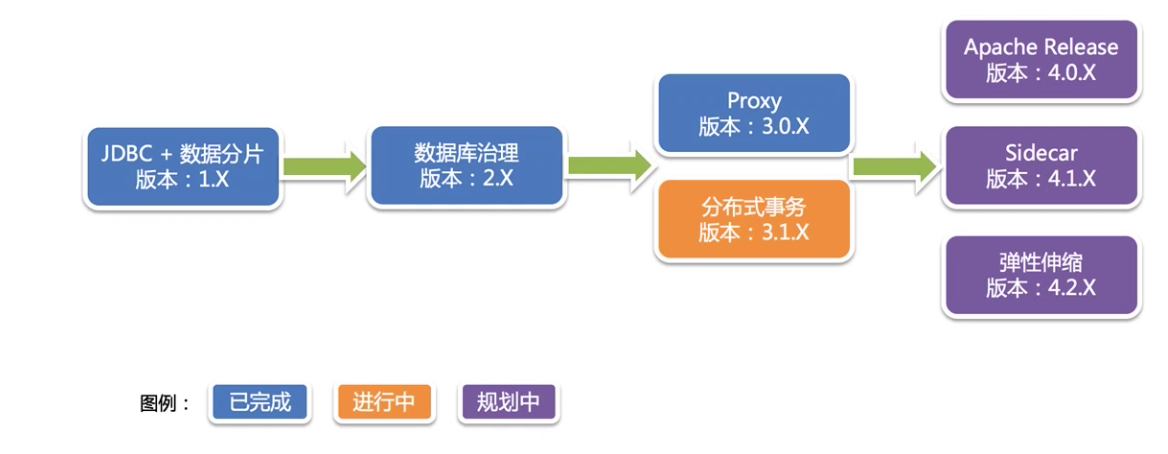 JDBC + 数据分片
版本：1.X
数据库治理
版本：2.X
Proxy
版本：3.0.X
分布式事务
版本：3.1.X
Apache Release
版本：4.0.X
Sidecar
版本：4.1.X
弹性伸缩
版本：4.2.X
图例： 已完成 进行中 规划中